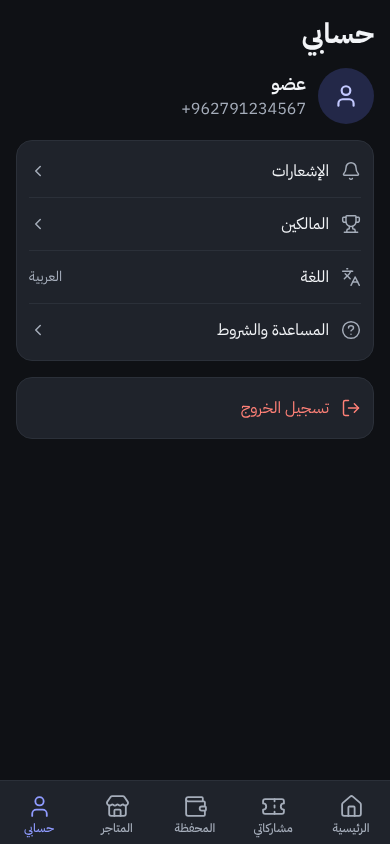 حسابي
عضو
+962791234567
الإشعارات
المالكين
اللغة
العربية
المساعدة والشروط
تسجيل الخروج
الرئيسية
مشاركاتي
المحفظة
المتاجر
حسابي